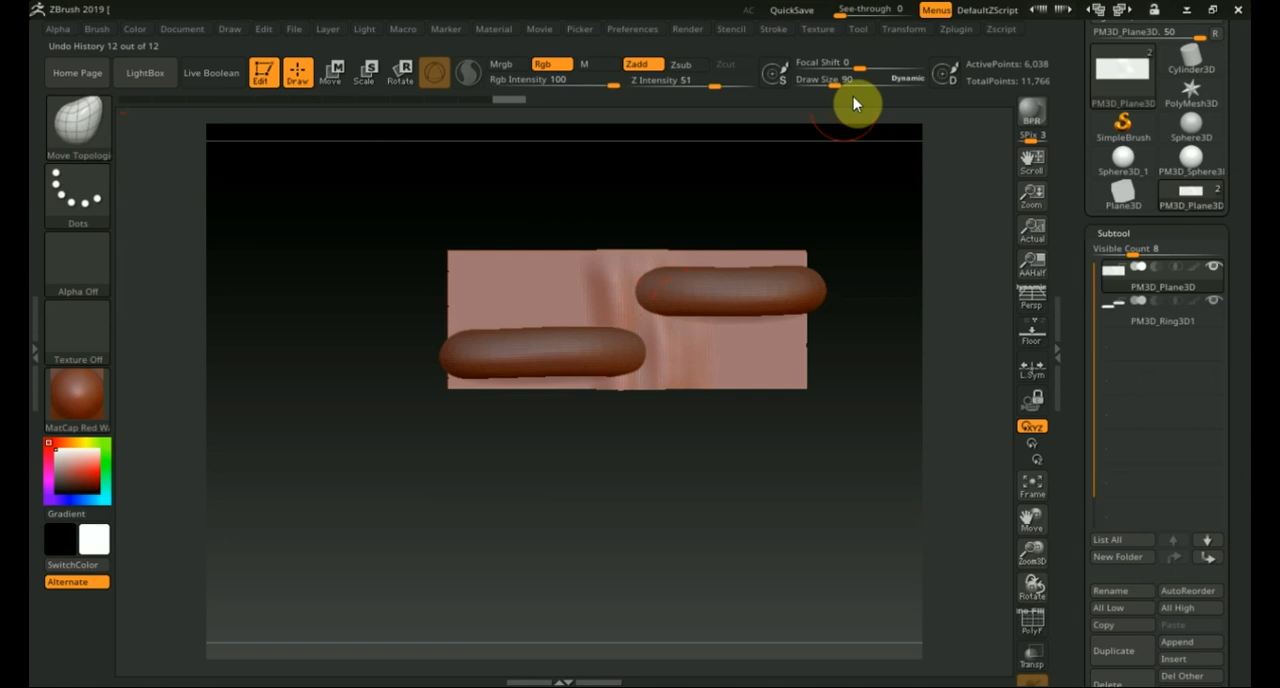 ZBrush 2019 [
AC QuickSave See-through 0 Menus DefaultZScript
Alpha Brush Color Document Draw Edit File Layer Light Macro Marker Material Movie Picker Preferences Render Stencil Stroke Texture Tool Transform Zplugin Zscript
Undo History 12 out of 12
Home Page LightBox Live Boolean Edit Draw Move Scale Rotate
Mrgb Rgb M Zadd Zsub Zcut
Rgb Intensity 100 Z Intensity 51
Focal Shift 0
Draw Size 90 Dynamic
ActivePoints: 6,038
TotalPoints: 11,766
Move Topologi
Dots
Alpha Off
Texture Off
MatCap Red W
Gradient
SwitchColor
Alternate
BPR
SPix 3
Scroll
Zoom
Actual
AAHalf
Dynamic
Persp
Floor
L.Sym
XYZ
Frame
Move
Zoom3D
Rotate
PolyF
Transp
PM3D_Plane3D. 50 R
2
PM3D_Plane3D
Cylinder3D
PolyMesh3D
SimpleBrush
Sphere3D
Sphere3D_1
PM3D_Sphere3I
Plane3D
2
PM3D_Plane3D
Subtool
Visible Count 8
PM3D_Plane3D
PM3D_Ring3D1
List All
New Folder
Rename AutoReorder
All Low All High
Copy Paste
Duplicate Append
Insert
Delete Del Other